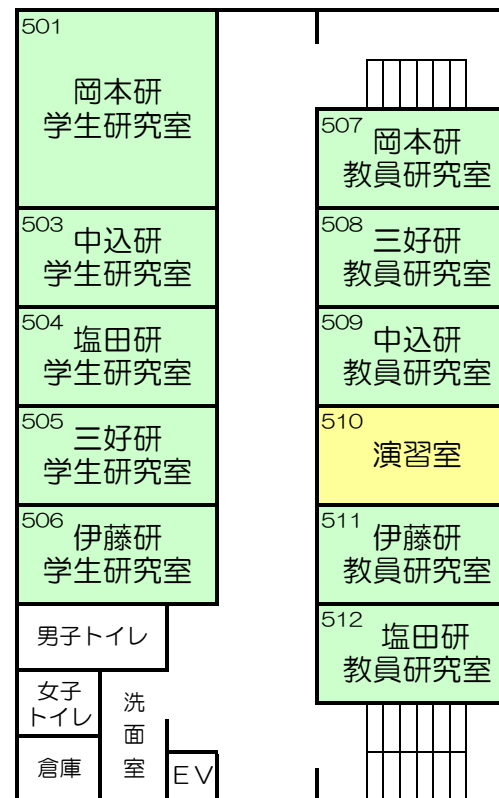 501
岡本研
学生研究室
503
中込研
学生研究室
504
塩田研
学生研究室
505
三好研
学生研究室
506
伊藤研
学生研究室
男子トイレ
女子
トイレ
洗面室
倉庫
EV
507
岡本研
教員研究室
508
三好研
教員研究室
509
中込研
教員研究室
510
演習室
511
伊藤研
教員研究室
512
塩田研
教員研究室